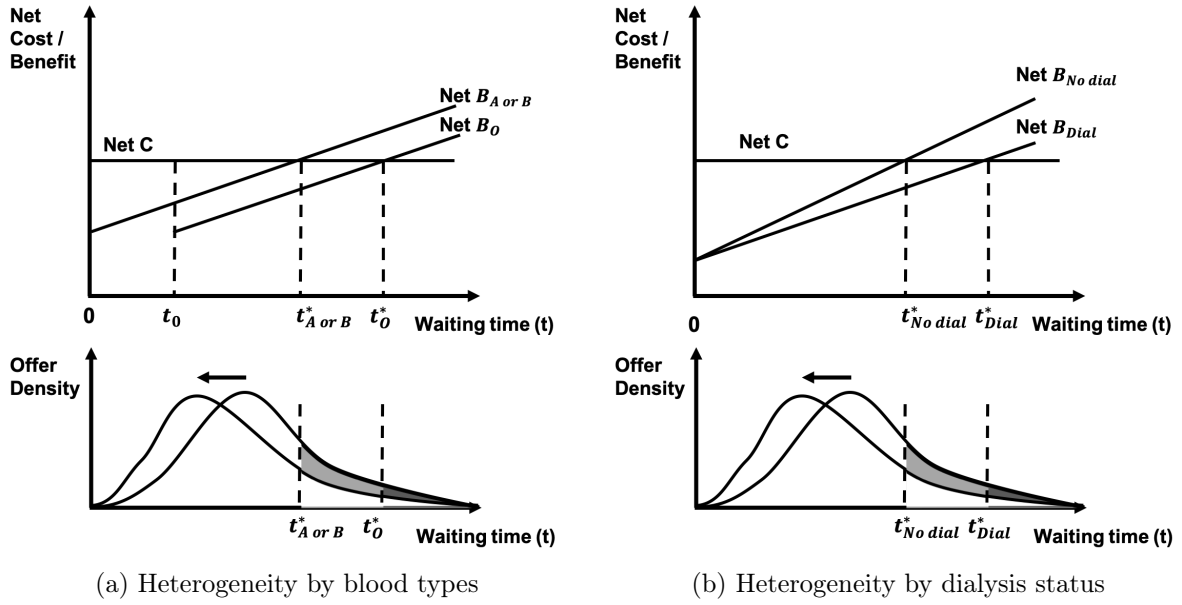 Net
Cost /
Benefit
Net B_{A or B}
Net B_O
Net C
0
t_0
t^*_{A or B}
t^*_O
Waiting time (t)
Offer
Density
t^*_{A or B}
t^*_O
Waiting time (t)
(a) Heterogeneity by blood types
Net
Cost /
Benefit
Net B_{No dial}
Net B_{Dial}
Net C
0
t^*_{No dial}
t^*_{Dial}
Waiting time (t)
Offer
Density
t^*_{No dial}
t^*_{Dial}
Waiting time (t)
(b) Heterogeneity by dialysis status